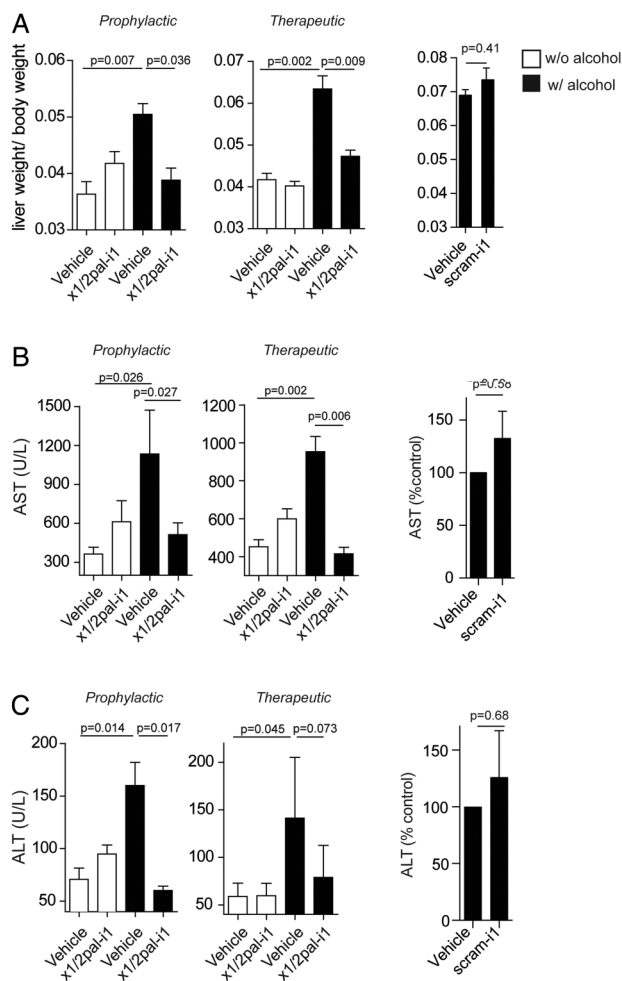 A
Prophylactic
Therapeutic
liver weight/ body weight
0.06
0.05
0.04
0.03
p=0.007
p=0.036
Vehicle
x1/2pal-i1
Vehicle
x1/2pal-i1
0.07
0.06
0.05
0.04
0.03
p=0.002
p=0.009
Vehicle
x1/2pal-i1
Vehicle
x1/2pal-i1
0.08
0.07
0.06
0.05
0.04
0.03
p=0.41
Vehicle
scram-i1
w/o alcohol
w/ alcohol
B
Prophylactic
Therapeutic
AST (U/L)
1500
1200
900
600
300
p=0.026
p=0.027
Vehicle
x1/2pal-i1
Vehicle
x1/2pal-i1
1200
1000
800
600
400
p=0.002
p=0.006
Vehicle
x1/2pal-i1
Vehicle
x1/2pal-i1
AST (%control)
150
100
50
0
Vehicle
scram-i1
C
Prophylactic
Therapeutic
ALT (U/L)
200
150
100
50
p=0.014
p=0.017
Vehicle
x1/2pal-i1
Vehicle
x1/2pal-i1
200
150
100
50
p=0.045
p=0.073
Vehicle
x1/2pal-i1
Vehicle
x1/2pal-i1
ALT (% control)
150
100
50
0
p=0.68
Vehicle
scram-i1